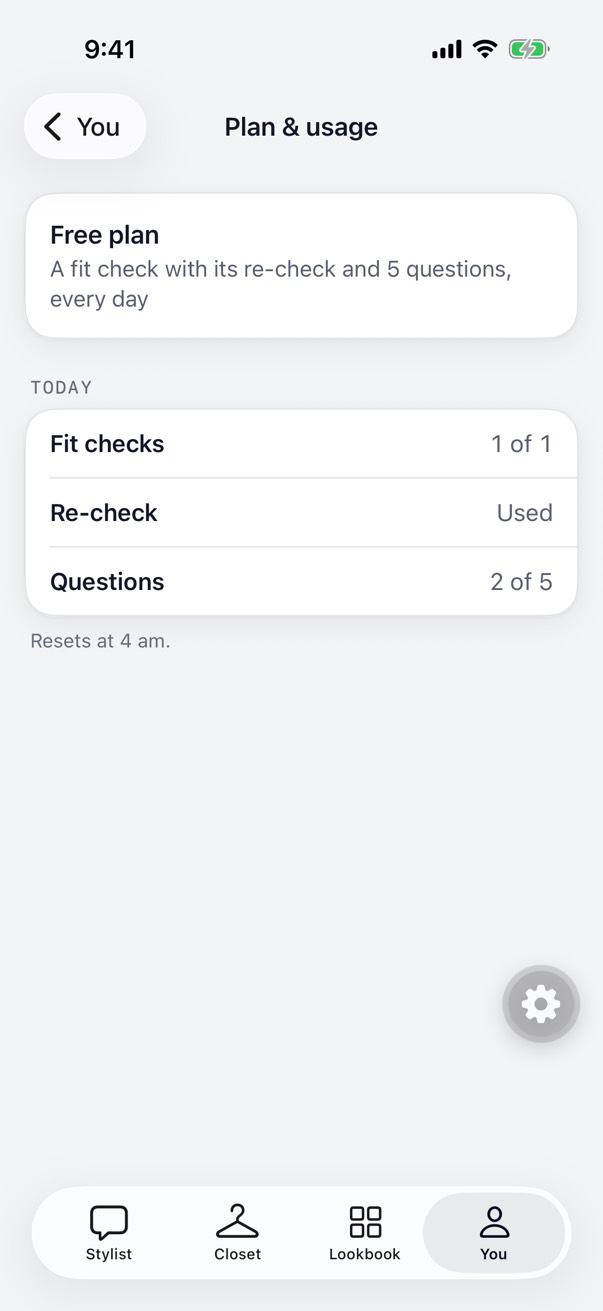 9:41
You
Plan & usage
Free plan
A fit check with its re-check and 5 questions,
every day
TODAY
Fit checks 1 of 1
Re-check Used
Questions 2 of 5
Resets at 4 am.
Stylist Closet Lookbook You